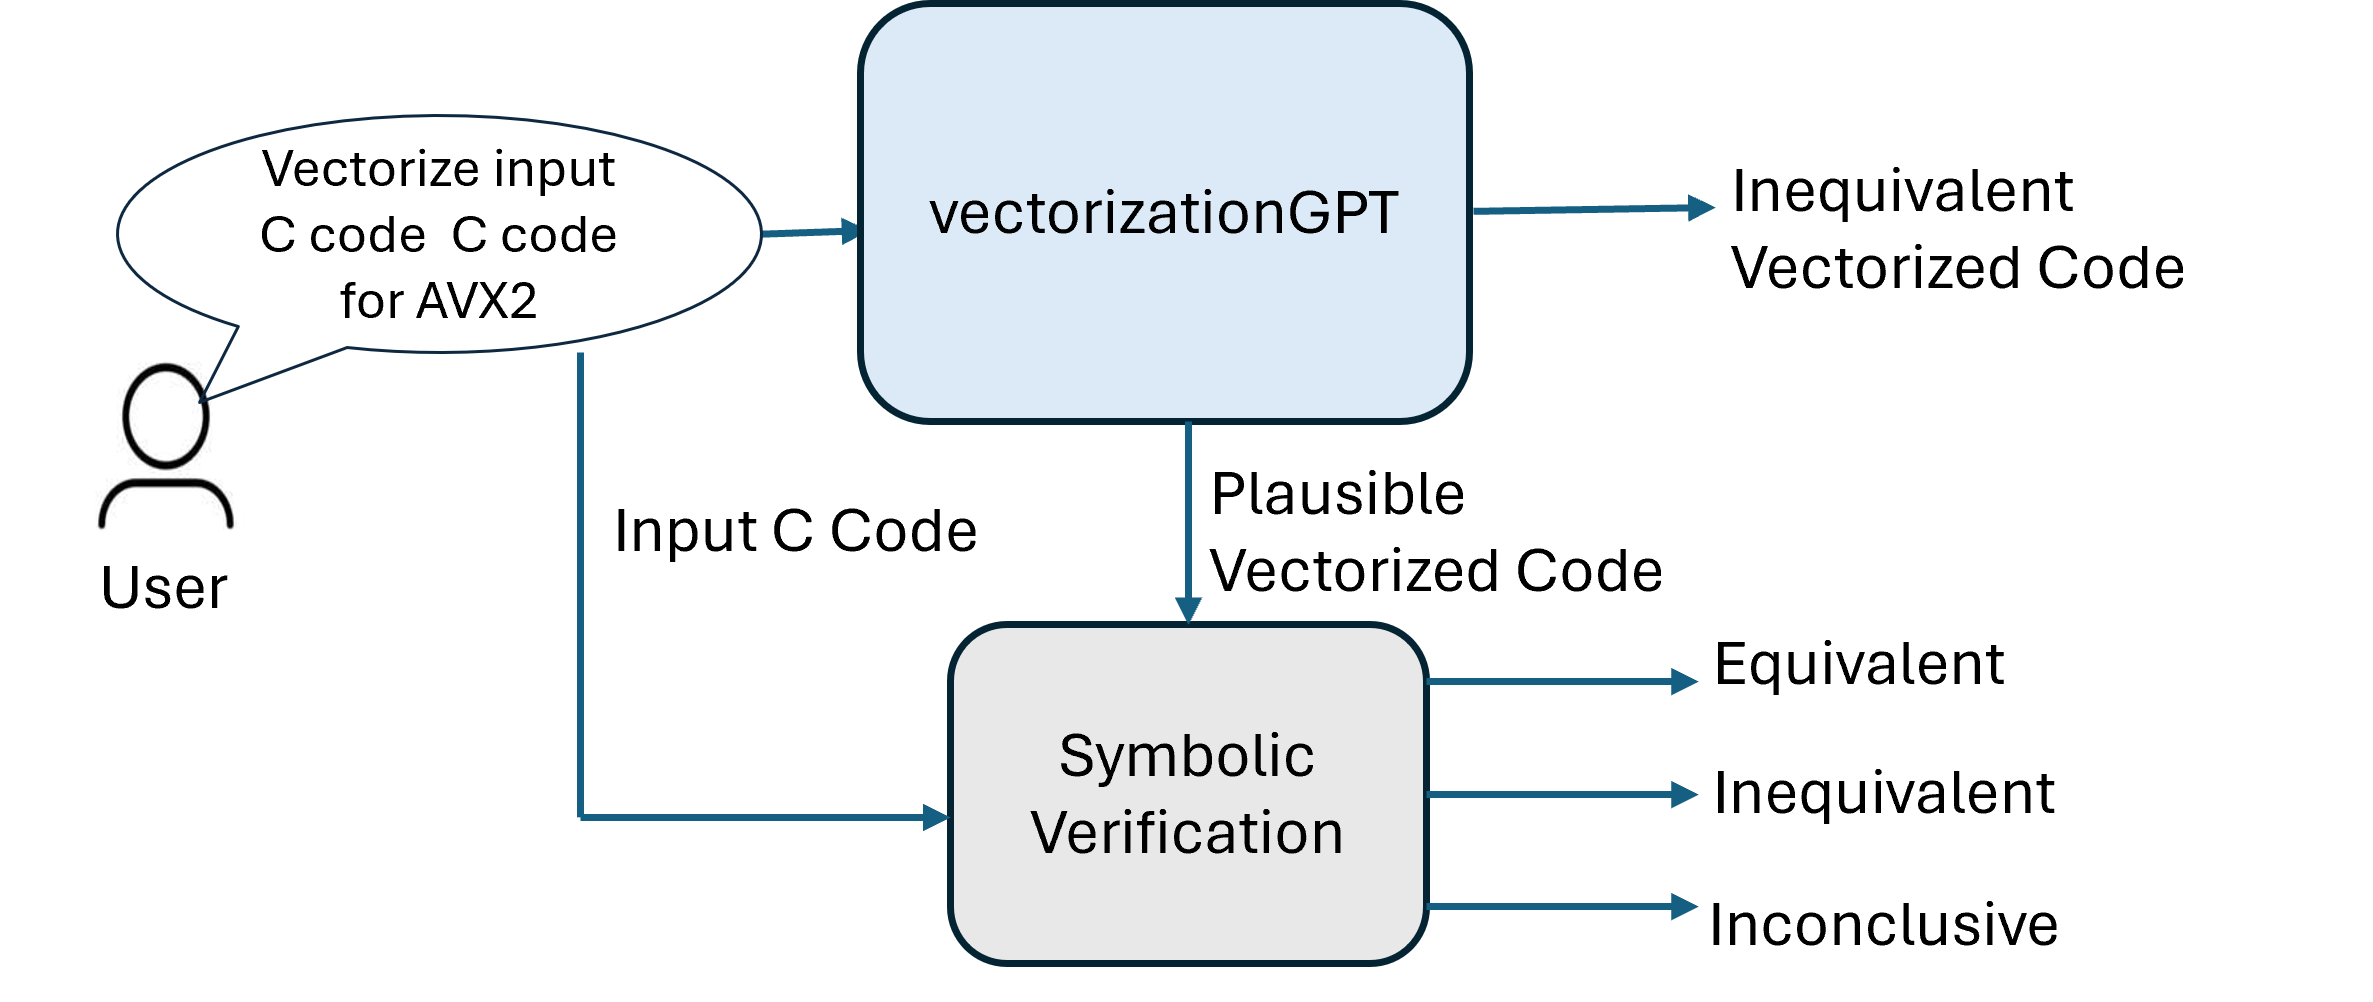 Vectorize input
C code  C code
for AVX2
vectorizationGPT
Inequivalent
Vectorized Code
User
Input C Code
Plausible
Vectorized Code
Symbolic
Verification
Equivalent
Inequivalent
Inconclusive